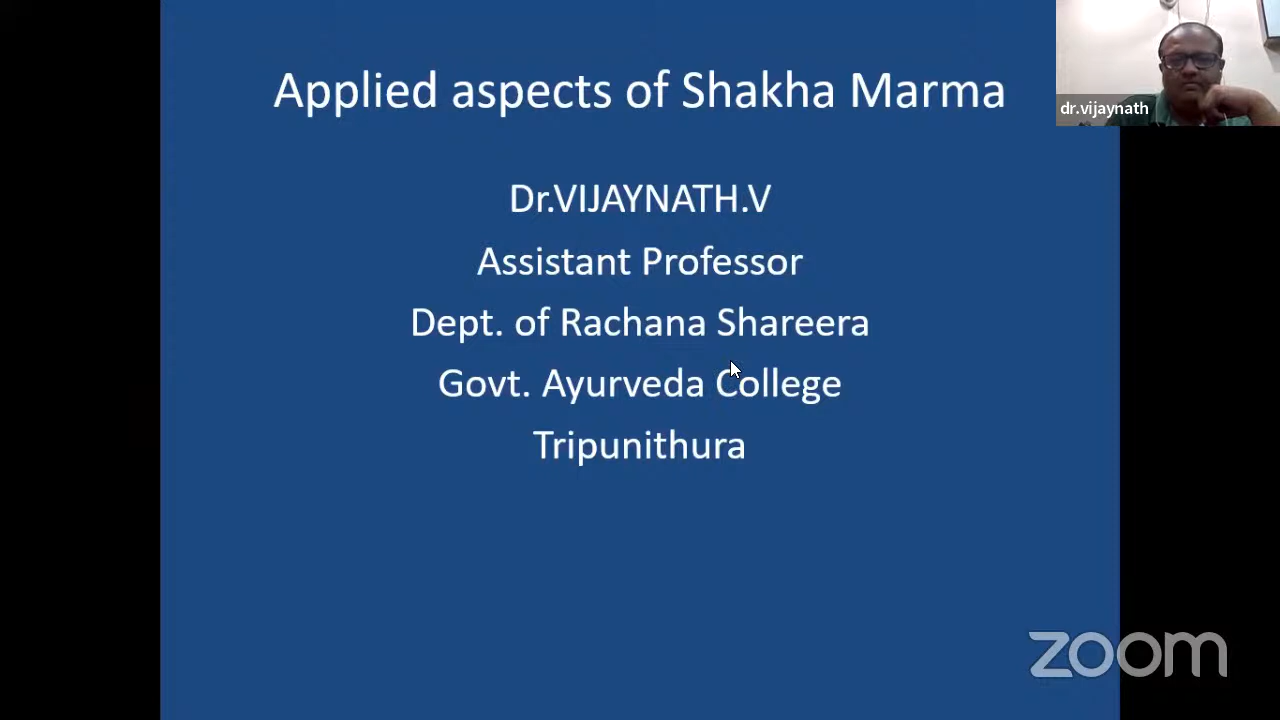 Applied aspects of Shakha Marma
dr.vijaynath
Dr.VIJAYNATH.V
Assistant Professor
Dept. of Rachana Shareera
Govt. Ayurveda College
Tripunithura
zoom